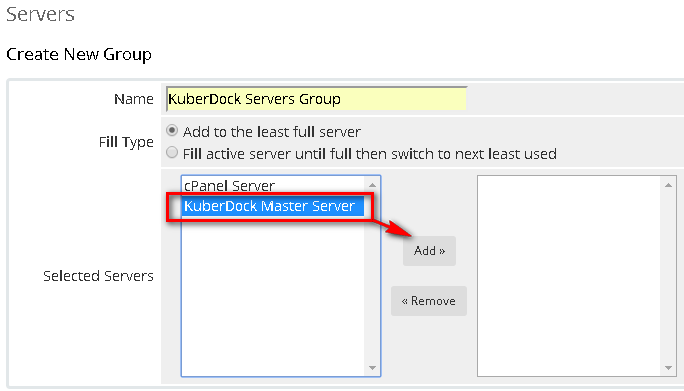 Servers
Create New Group
Name
KuberDock Servers Group
Fill Type
Add to the least full server
Fill active server until full then switch to next least used
Selected Servers
cPanel Server
KuberDock Master Server
Add »
« Remove